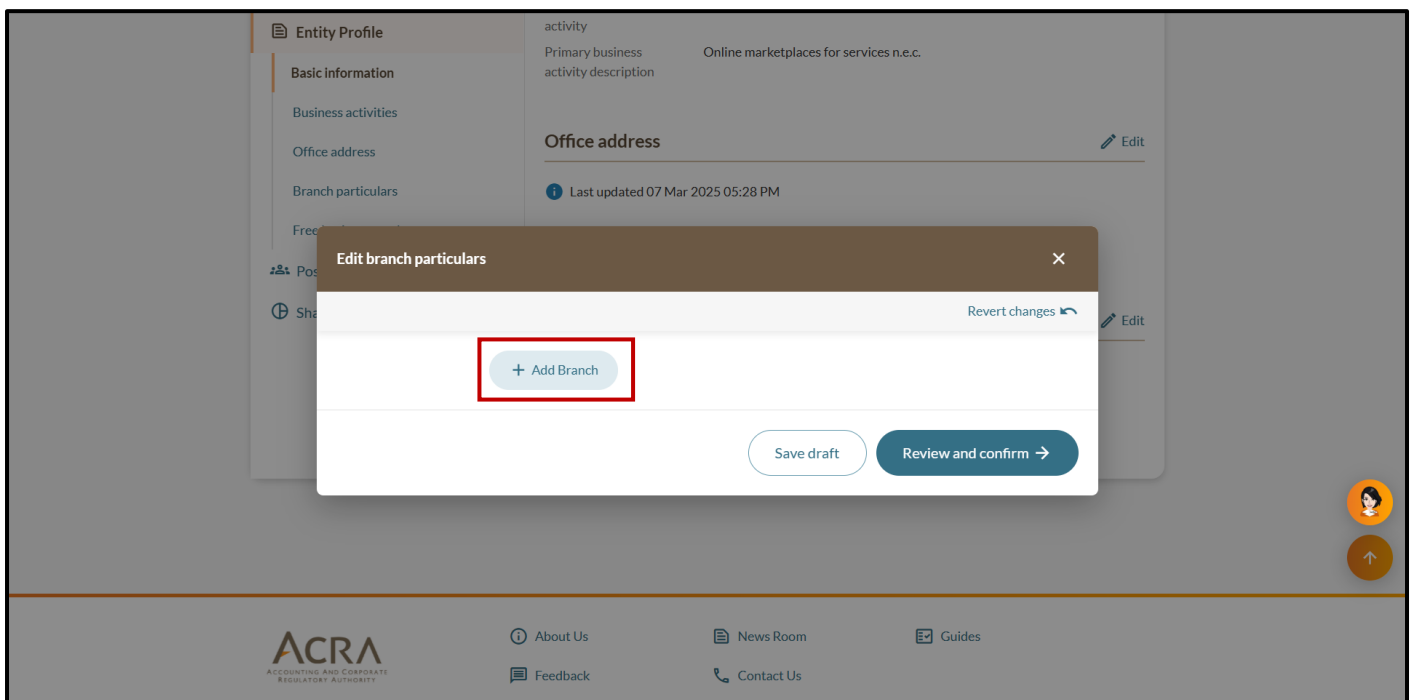 Entity Profile
Basic information
Business activities
Office address
Branch particulars
Free
Pos
Sha
activity
Primary business
activity description
Online marketplaces for services n.e.c.
Office address
Edit
Last updated 07 Mar 2025 05:28 PM
Edit branch particulars
Revert changes
Edit
+ Add Branch
Save draft
Review and confirm
ACRA
ACCOUNTING AND CORPORATE
REGULATORY AUTHORITY
About Us
News Room
Guides
Feedback
Contact Us